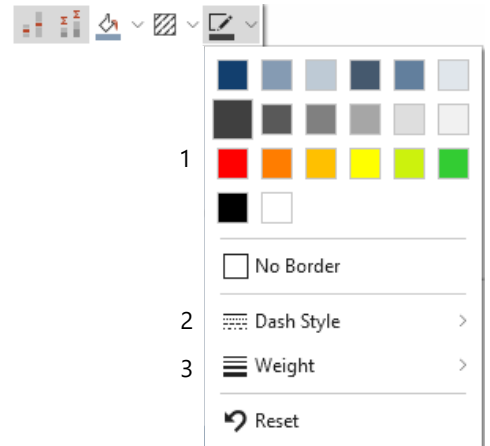 Σ Σ
1
No Border
2 Dash Style
3 Weight
Reset